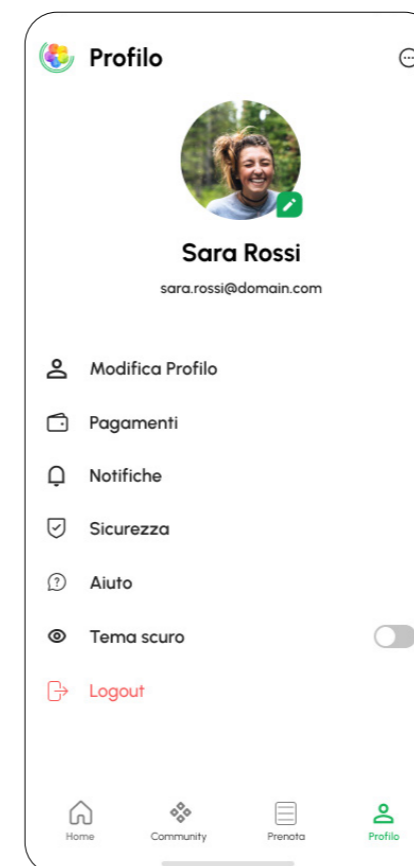 Profilo
Sara Rossi
sara.rossi@domain.com
Modifica Profilo
Pagamenti
Notifiche
Sicurezza
Aiuto
Tema scuro
Logout
Home Community Prenota Profilo